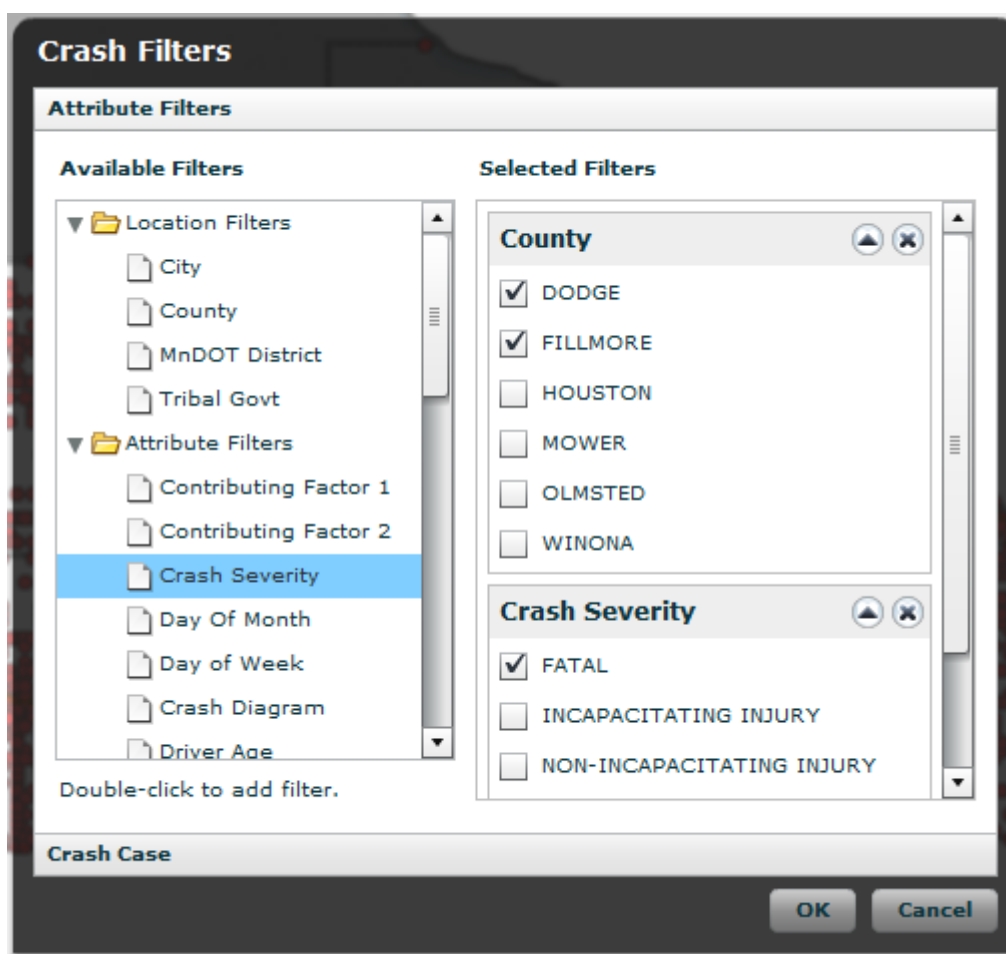 Crash Filters
Attribute Filters
Available Filters
Location Filters
City
County
MnDOT District
Tribal Govt
Attribute Filters
Contributing Factor 1
Contributing Factor 2
Crash Severity
Day Of Month
Day of Week
Crash Diagram
Driver Age
Double-click to add filter.
Selected Filters
County
DODGE
FILLMORE
HOUSTON
MOWER
OLMSTED
WINONA
Crash Severity
FATAL
INCAPACITATING INJURY
NON-INCAPACITATING INJURY
Crash Case
OK
Cancel